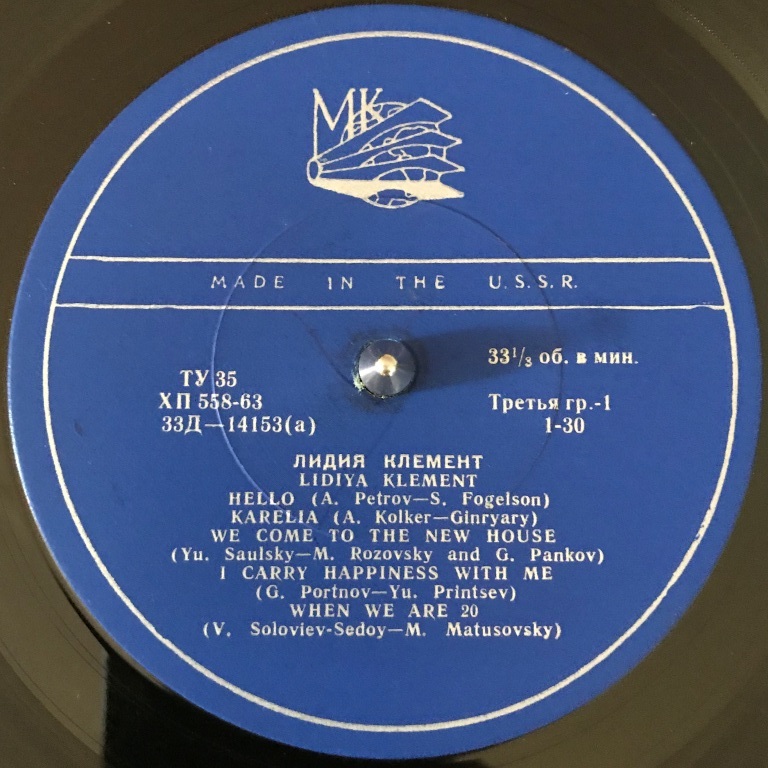 МК
MADE IN THE U.S.S.R.
33⅓ об. в мин.
ТУ 35
ХП 558-63
Третья гр.-1
33Д—14153(а)
1-30
ЛИДИЯ КЛЕМЕНТ
LIDIYA KLEMENT
HELLO (A. Petrov—S. Fogelson)
KARELIA (A. Kolker—Ginryary)
WE COME TO THE NEW HOUSE
(Yu. Saulsky—M. Rozovsky and G. Pankov)
I CARRY HAPPINESS WITH ME
(G. Portnov—Yu. Printsev)
WHEN WE ARE 20
(V. Soloviev-Sedoy—M. Matusovsky)